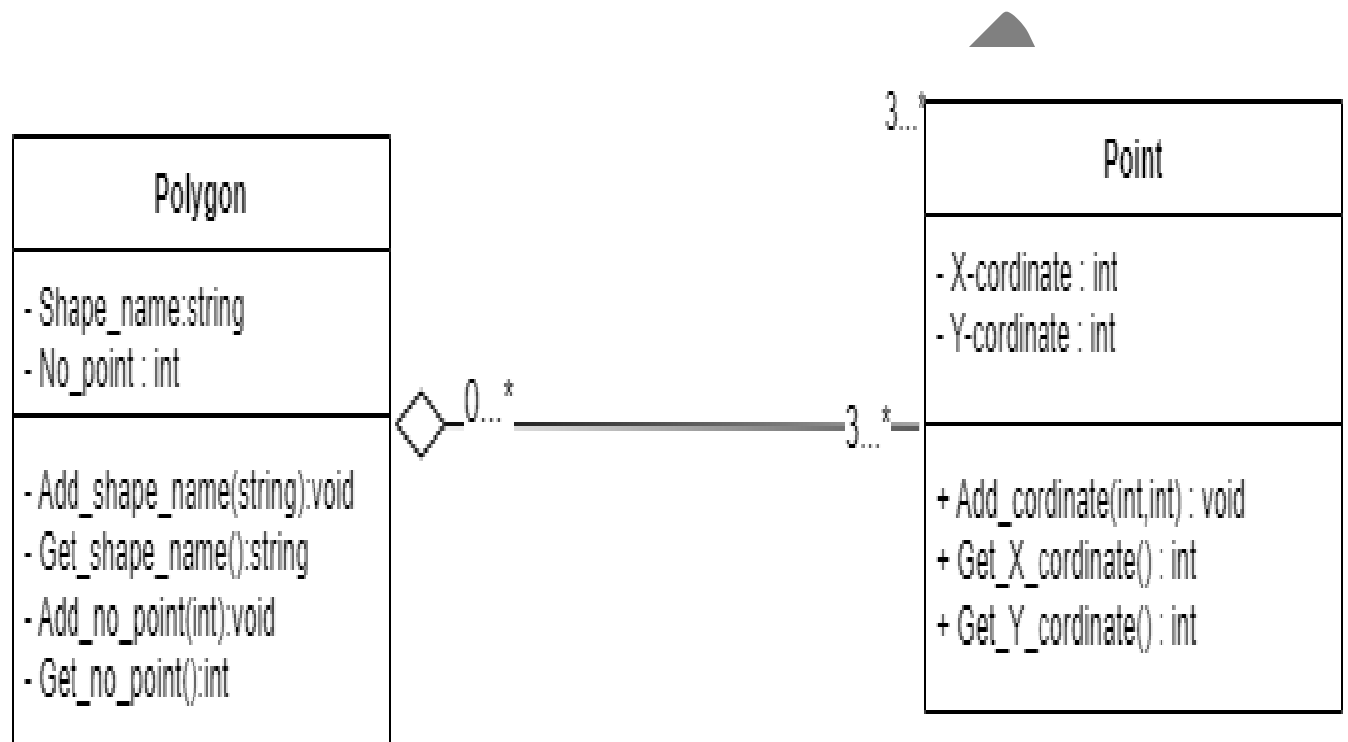 Polygon
- Shape_name:string
- No_point : int
- Add_shape_name(string):void
- Get_shape_name():string
- Add_no_point(int):void
- Get_no_point():int
0...*
3...*
3...*
Point
- X-cordinate : int
- Y-cordinate : int
+ Add_cordinate(int,int) : void
+ Get_X_cordinate() : int
+ Get_Y_cordinate() : int